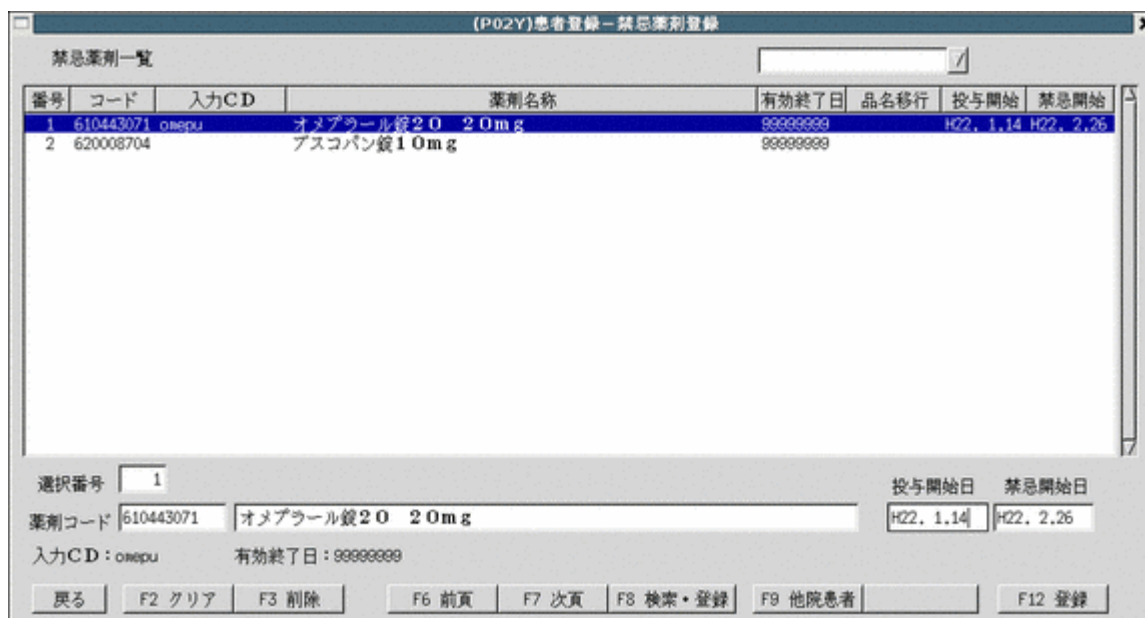 (P02Y)患者登録－禁忌薬剤登録
禁忌薬剤一覧
番号 コード 入力CD 薬剤名称 有効終了日 品名移行 投与開始 禁忌開始
1 610443071 omepu オメプラール錠20 20mg 99999999 H22. 1.14 H22. 2.26
2 620008704 ブスコパン錠10mg 99999999
選択番号 1
投与開始日 禁忌開始日
薬剤コード 610443071 オメプラール錠20 20mg H22. 1.14 H22. 2.26
入力CD：omepu 有効終了日：99999999
戻る F2 クリア F3 削除 F6 前頁 F7 次頁 F8 検索・登録 F9 他院患者 F12 登録